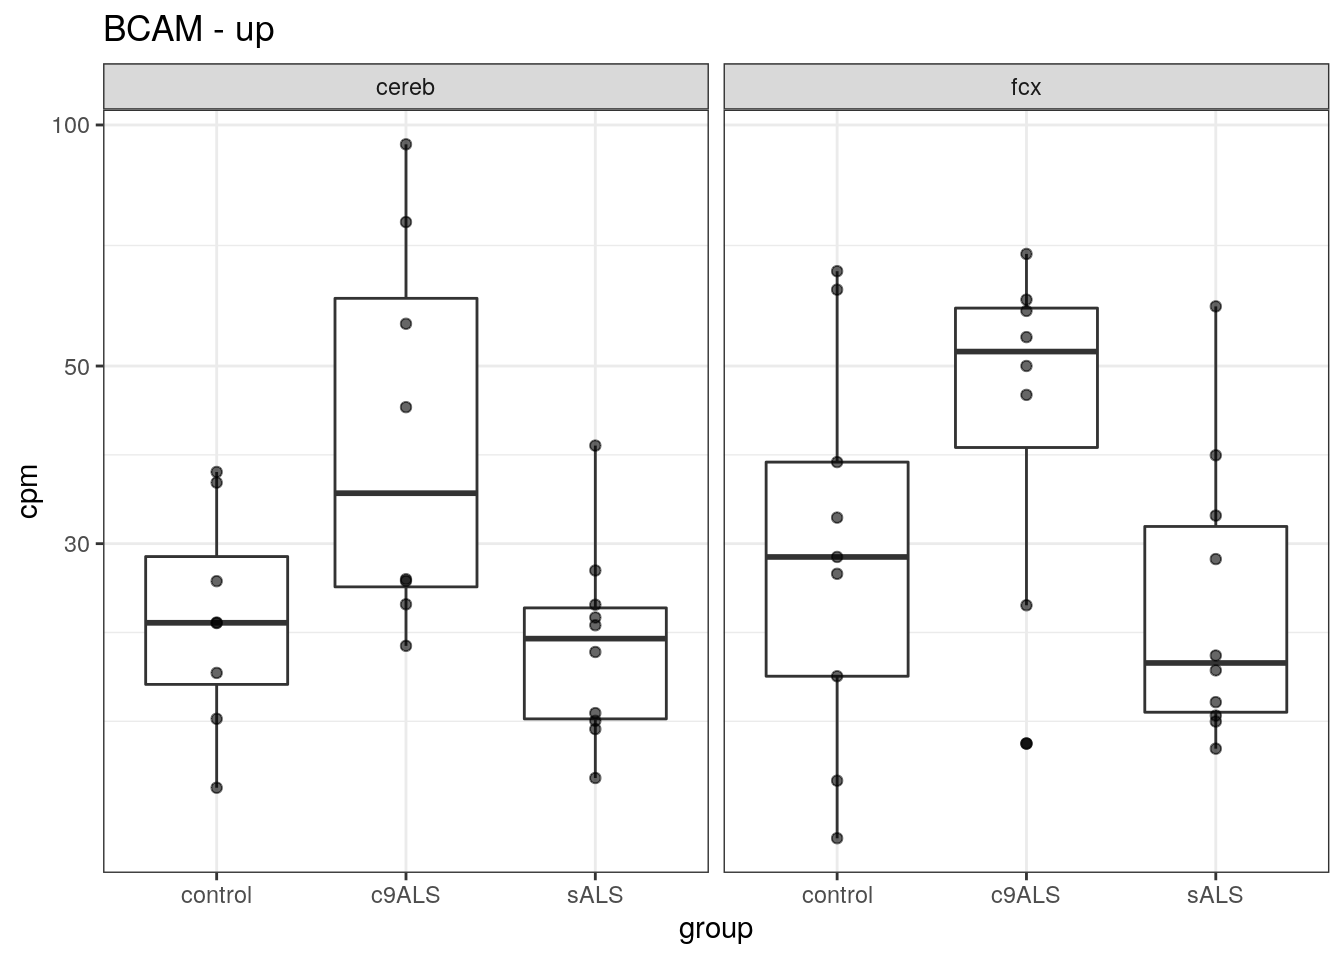 BCAM - up
cereb
fcx
100
50
30
cpm
control
c9ALS
sALS
control
c9ALS
sALS
group